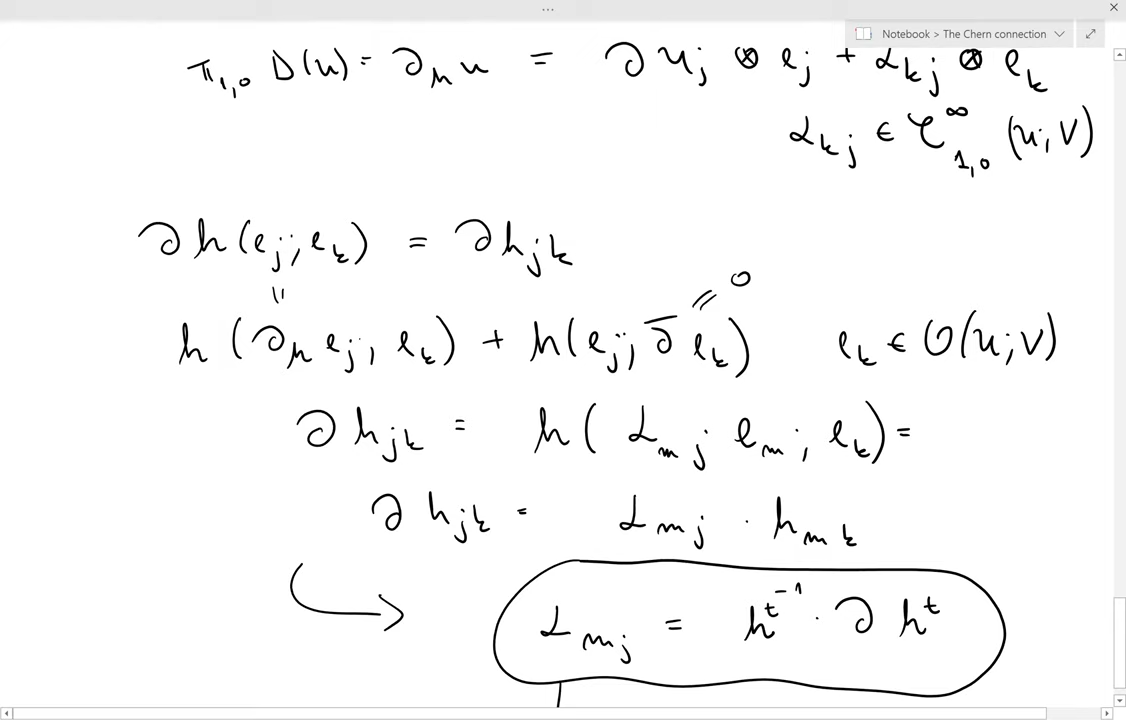 Notebook > The Chern connection
π_{1,0} D(u) = ∂_h u = ∂u_j ⊗ e_j + α_{kj} ⊗ e_k
α_{kj} ∈ C^∞_{1,0} (U; V)
∂h(e_j; e_k) = ∂h_{jk}
"
= 0
h(∂_h e_j; e_k) + h(e_j; ∂̄ e_k) e_k ∈ O(U; V)
∂h_{jk} = h(α_{mj} e_m; e_k) =
∂h_{jk} = α_{mj} · h_{mk}
α_{mj} = h^{t^{-1}} · ∂h^t